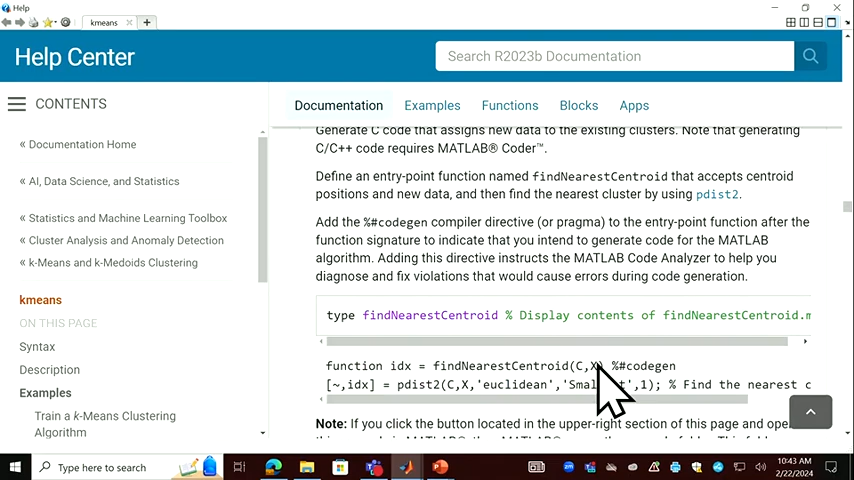 Help
kmeans
Help Center
Search R2023b Documentation
CONTENTS
Documentation Examples Functions Blocks Apps
« Documentation Home
« AI, Data Science, and Statistics
« Statistics and Machine Learning Toolbox
« Cluster Analysis and Anomaly Detection
« k-Means and k-Medoids Clustering
kmeans
ON THIS PAGE
Syntax
Description
Examples
Train a k-Means Clustering
Algorithm
Generate C code that assigns new data to the existing clusters. Note that generating
C/C++ code requires MATLAB® Coder™.
Define an entry-point function named findNearestCentroid that accepts centroid
positions and new data, and then find the nearest cluster by using pdist2.
Add the %#codegen compiler directive (or pragma) to the entry-point function after the
function signature to indicate that you intend to generate code for the MATLAB
algorithm. Adding this directive instructs the MATLAB Code Analyzer to help you
diagnose and fix violations that would cause errors during code generation.
type findNearestCentroid % Display contents of findNearestCentroid.m
function idx = findNearestCentroid(C,X) %#codegen
[~,idx] = pdist2(C,X,'euclidean','Smallest',1); % Find the nearest c
Note: If you click the button located in the upper-right section of this page and open
Type here to search
10:43 AM
2/22/2024